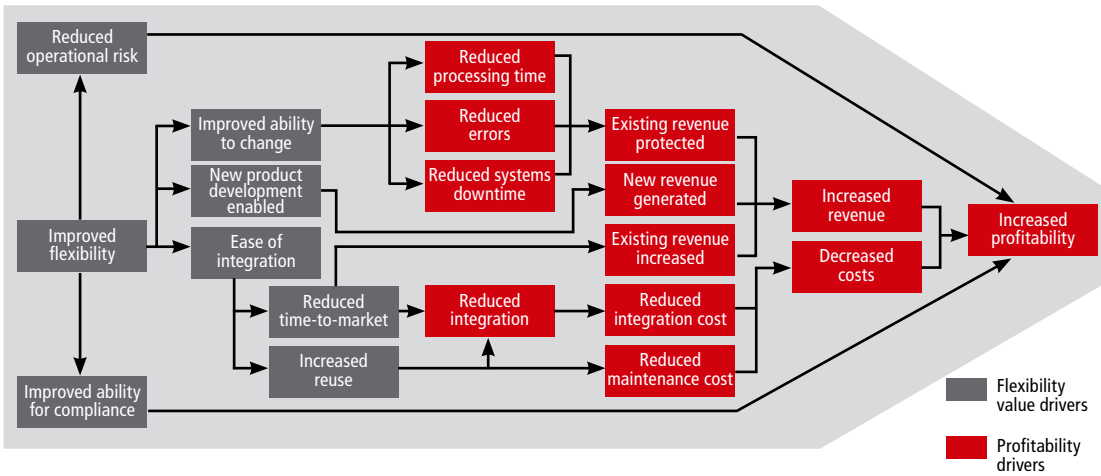 Reduced
operational risk
Improved
flexibility
Improved ability
for compliance
Improved ability
to change
New product
development
enabled
Ease of
integration
Reduced
time-to-market
Increased
reuse
Reduced
processing time
Reduced
errors
Reduced systems
downtime
Reduced
integration
Existing revenue
protected
New revenue
generated
Existing revenue
increased
Reduced
integration cost
Reduced
maintenance cost
Increased
revenue
Decreased
costs
Increased
profitability
Flexibility
value drivers
Profitability
drivers